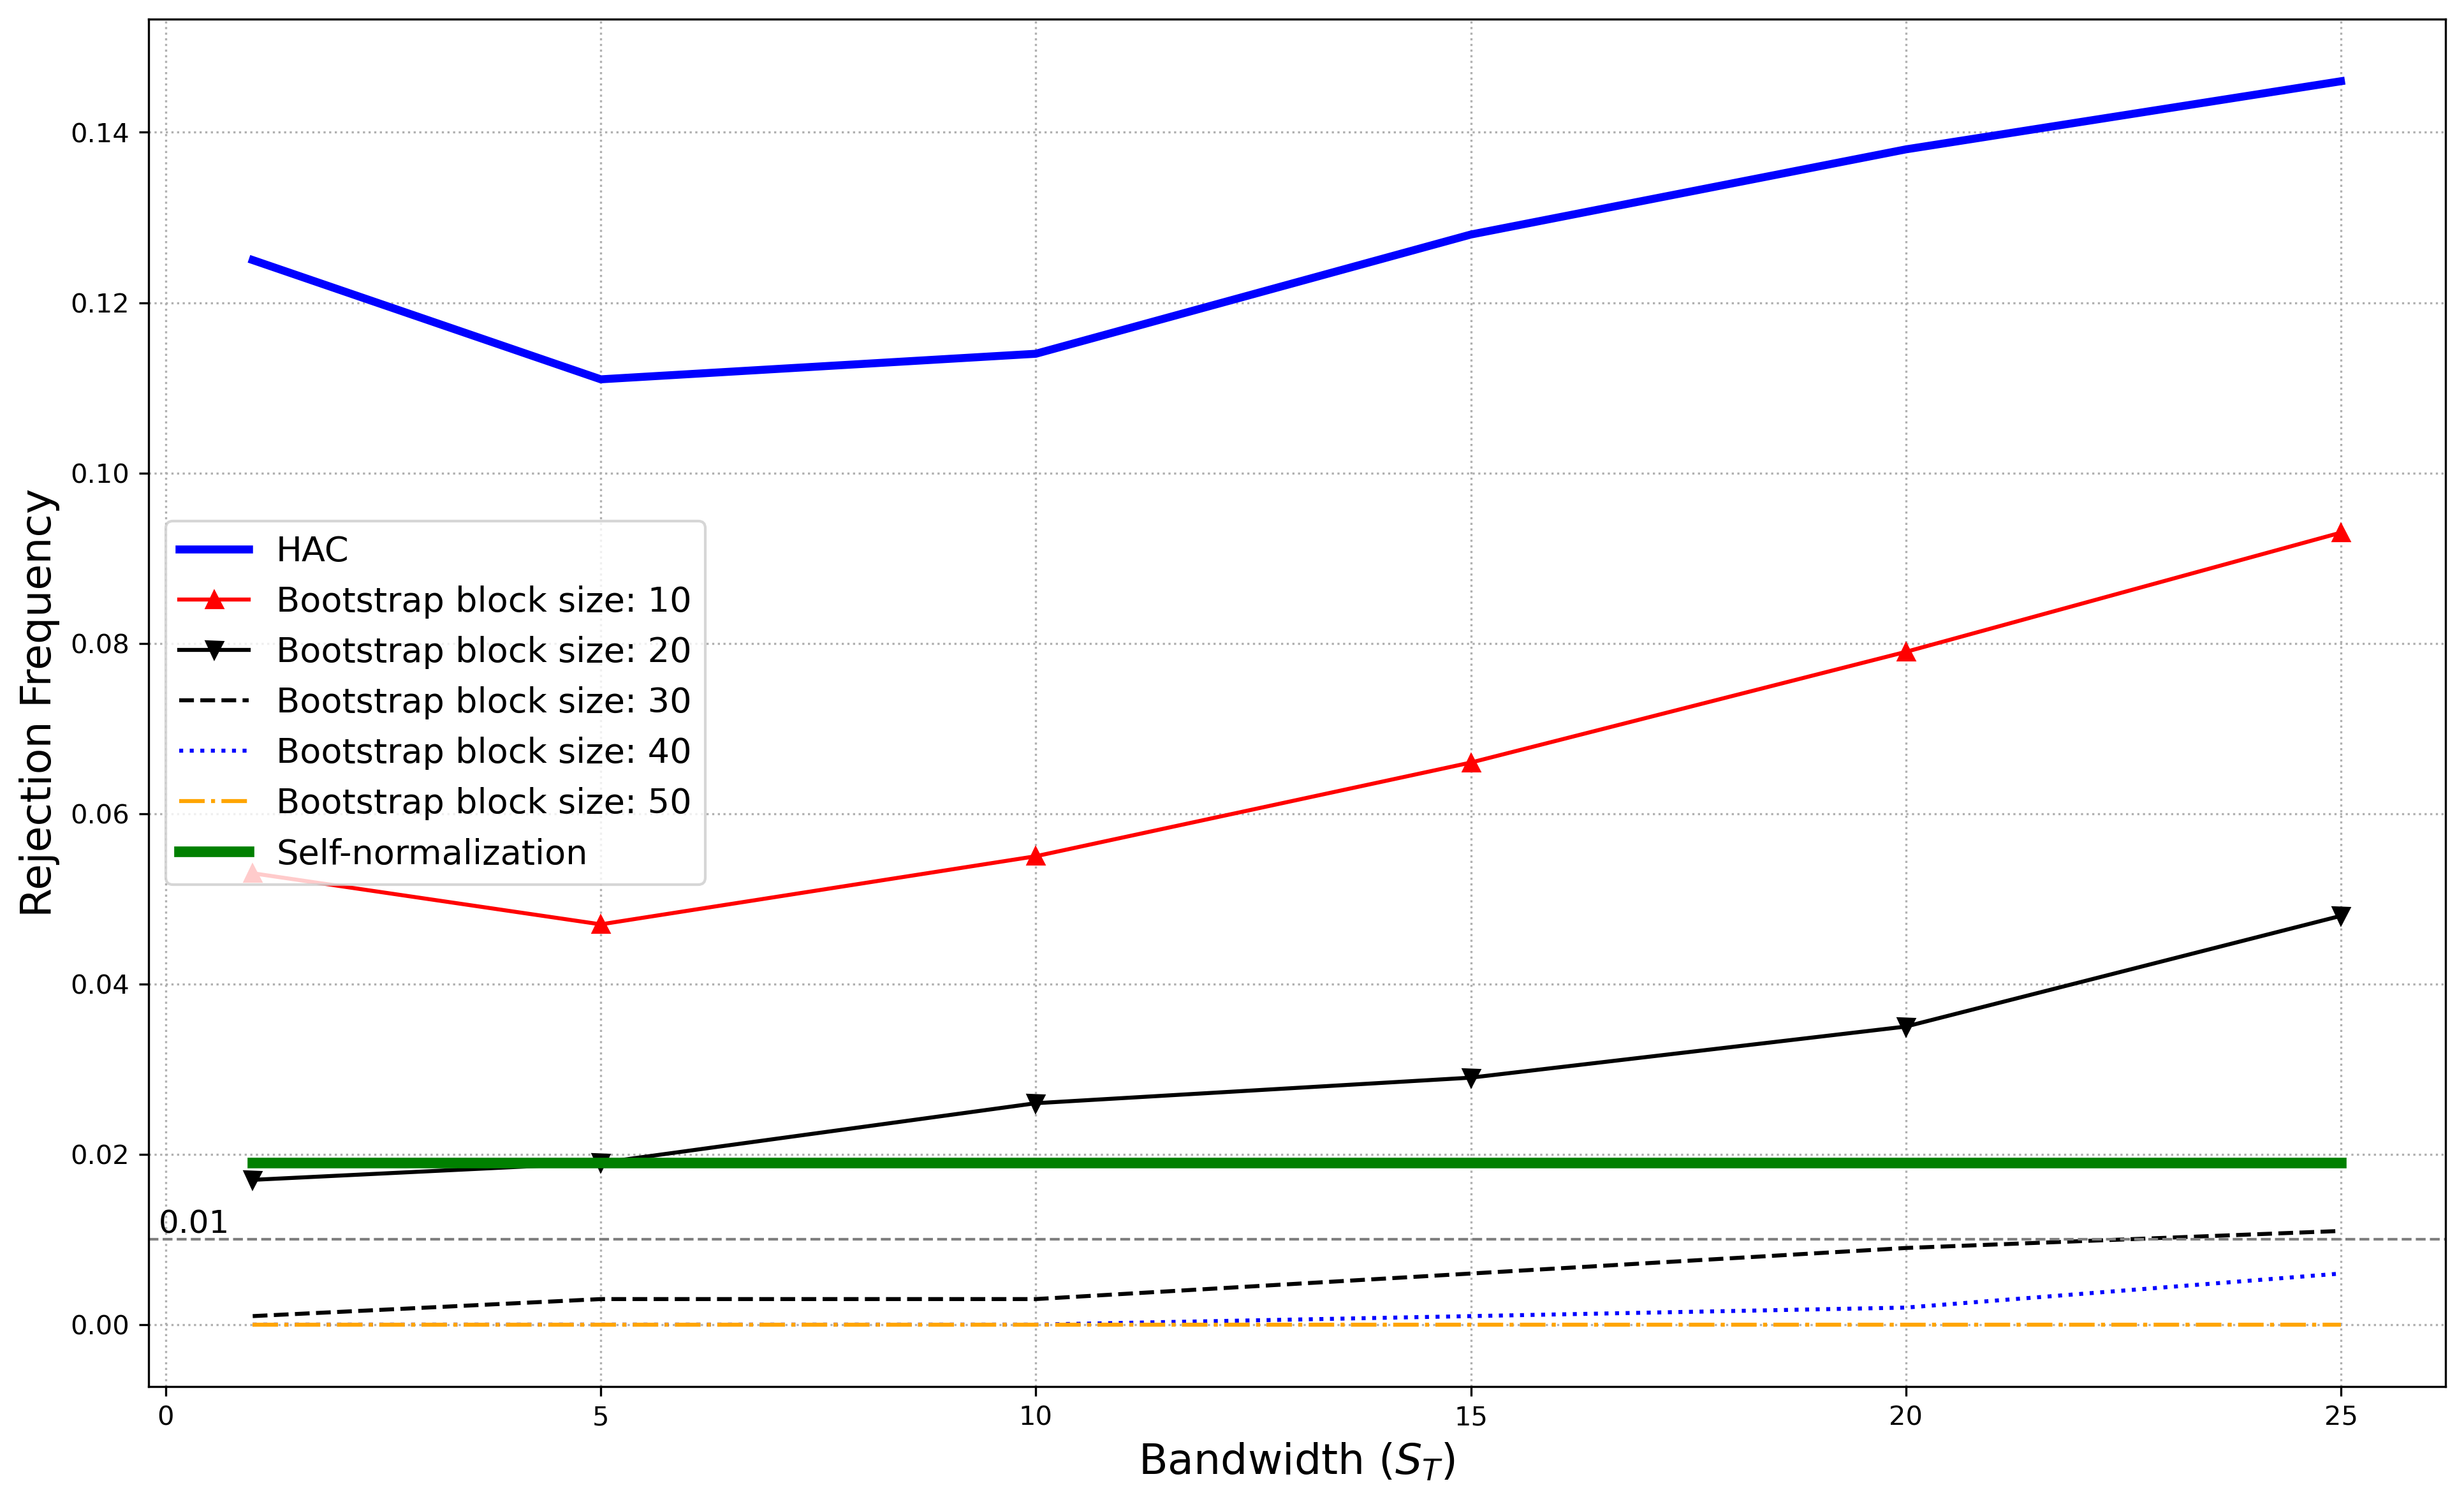 Rejection Frequency
0.14
0.12
0.10
0.08
0.06
0.04
0.02
0.00
HAC
Bootstrap block size: 10
Bootstrap block size: 20
Bootstrap block size: 30
Bootstrap block size: 40
Bootstrap block size: 50
Self-normalization
0.01
0 5 10 15 20 25
Bandwidth (S_T)